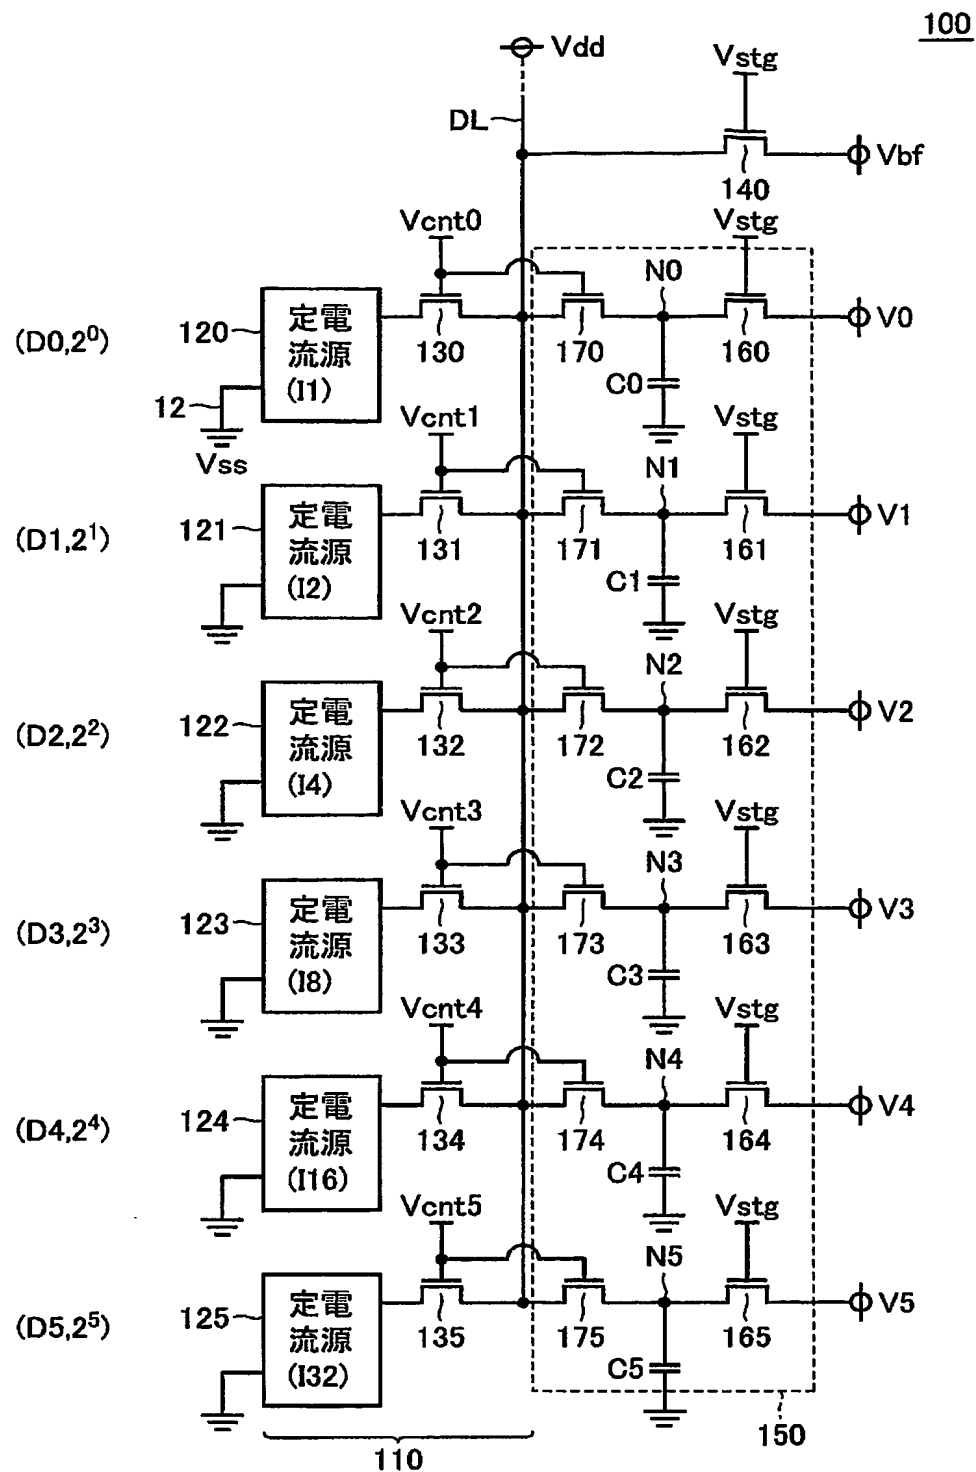 100
Vdd
Vstg
DL
Vbf
140
Vcnt0
Vstg
N0
(D0,2⁰)
120
定電
流源
(I1)
130
170
160
V0
C0
12
Vss
Vcnt1
Vstg
N1
(D1,2¹)
121
定電
流源
(I2)
131
171
161
V1
C1
Vcnt2
Vstg
N2
(D2,2²)
122
定電
流源
(I4)
132
172
162
V2
C2
Vcnt3
Vstg
N3
(D3,2³)
123
定電
流源
(I8)
133
173
163
V3
C3
Vcnt4
Vstg
N4
(D4,2⁴)
124
定電
流源
(I16)
134
174
164
V4
C4
Vcnt5
Vstg
N5
(D5,2⁵)
125
定電
流源
(I32)
135
175
165
V5
C5
110
150